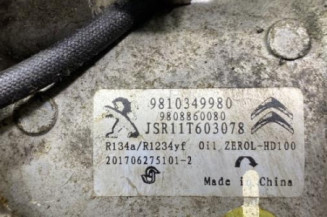 9810349980
9808860080
JSR11T603078
R134a/R1234yf Oil ZEROL-HD100
201706275101-2
Made in China